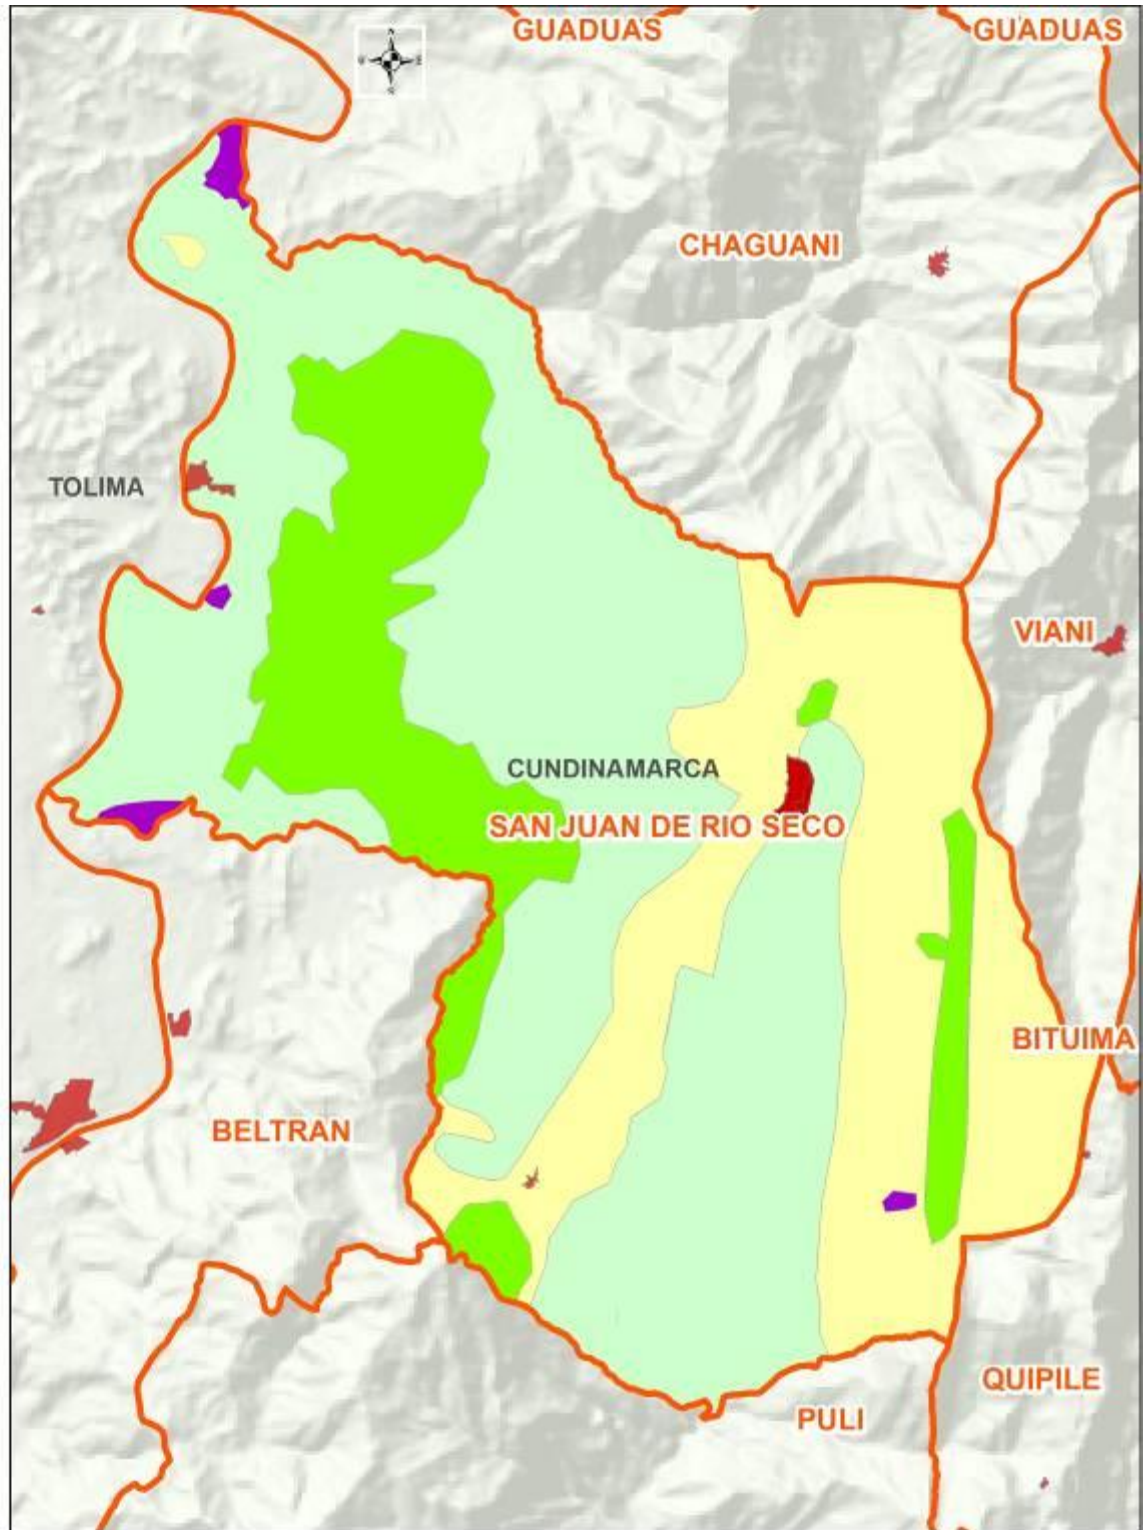 GUADUAS
GUADUAS
N
CHAGUANI
TOLIMA
VIANI
CUNDINAMARCA
SAN JUAN DE RIO SECO
BITUIMA
BELTRAN
QUIPILE
PULI